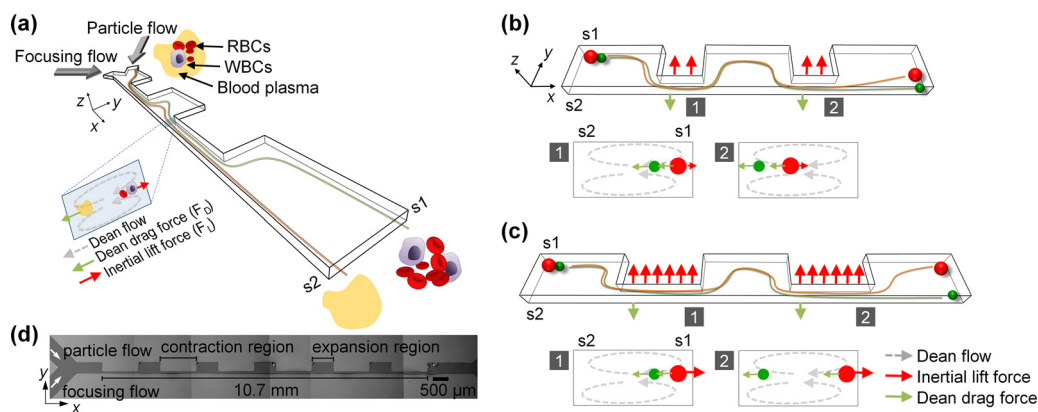 (a)
Particle flow
Focusing flow
RBCs
WBCs
Blood plasma
z
y
x
Dean flow
Dean drag force (F_D)
Inertial lift force (F_L)
s1
s2
(b)
s1
z
y
x
s2
1
2
s2
s1
1
2
(c)
s1
s2
1
2
s2
s1
1
2
Dean flow
Inertial lift force
Dean drag force
(d)
particle flow
contraction region
expansion region
focusing flow
10.7 mm
500 µm
y
x